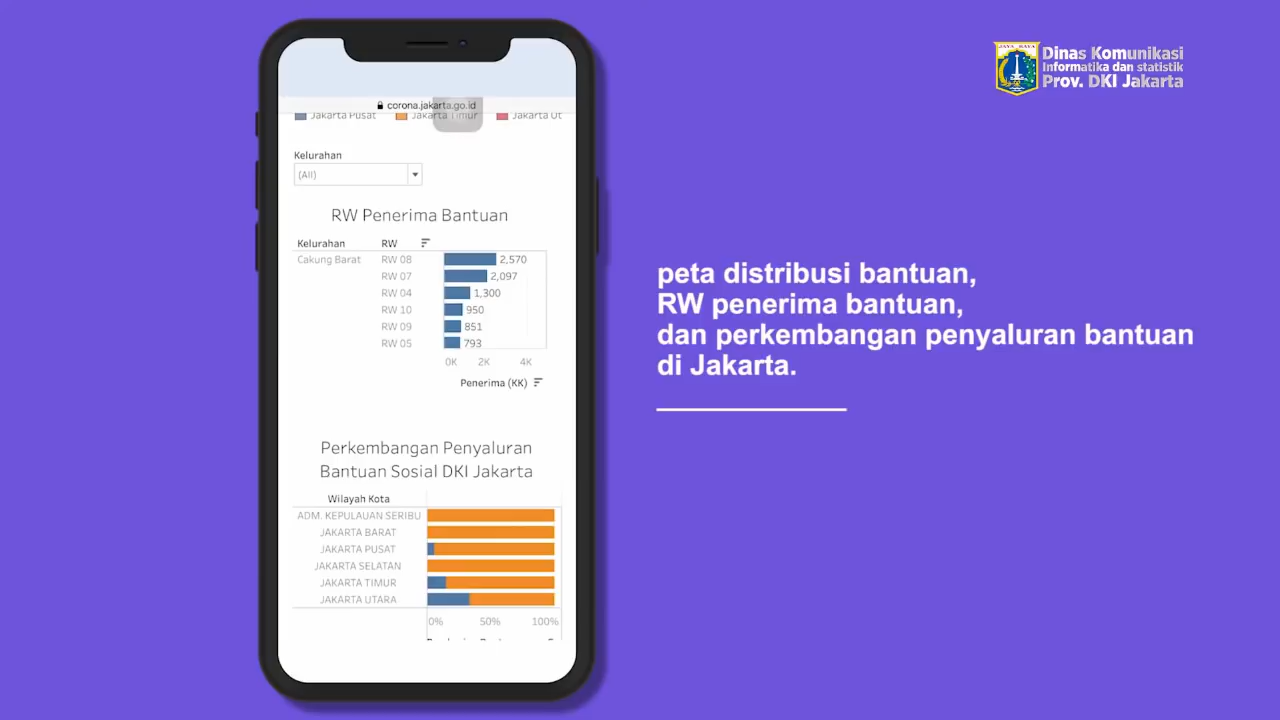 corona.jakarta.go.id
Jakarta Pusat Jakarta Timur Jakarta Ut
Kelurahan
(All)
RW Penerima Bantuan
Kelurahan RW
Cakung Barat RW 08 2,570
RW 07 2,097
RW 04 1,300
RW 10 950
RW 09 851
RW 05 793
0K 2K 4K
Penerima (KK)
Perkembangan Penyaluran
Bantuan Sosial DKI Jakarta
Wilayah Kota
ADM. KEPULAUAN SERIBU
JAKARTA BARAT
JAKARTA PUSAT
JAKARTA SELATAN
JAKARTA TIMUR
JAKARTA UTARA
0% 50% 100%
JAYA RAYA
Dinas Komunikasi
Informatika dan statistik
Prov. DKI Jakarta
peta distribusi bantuan,
RW penerima bantuan,
dan perkembangan penyaluran bantuan
di Jakarta.